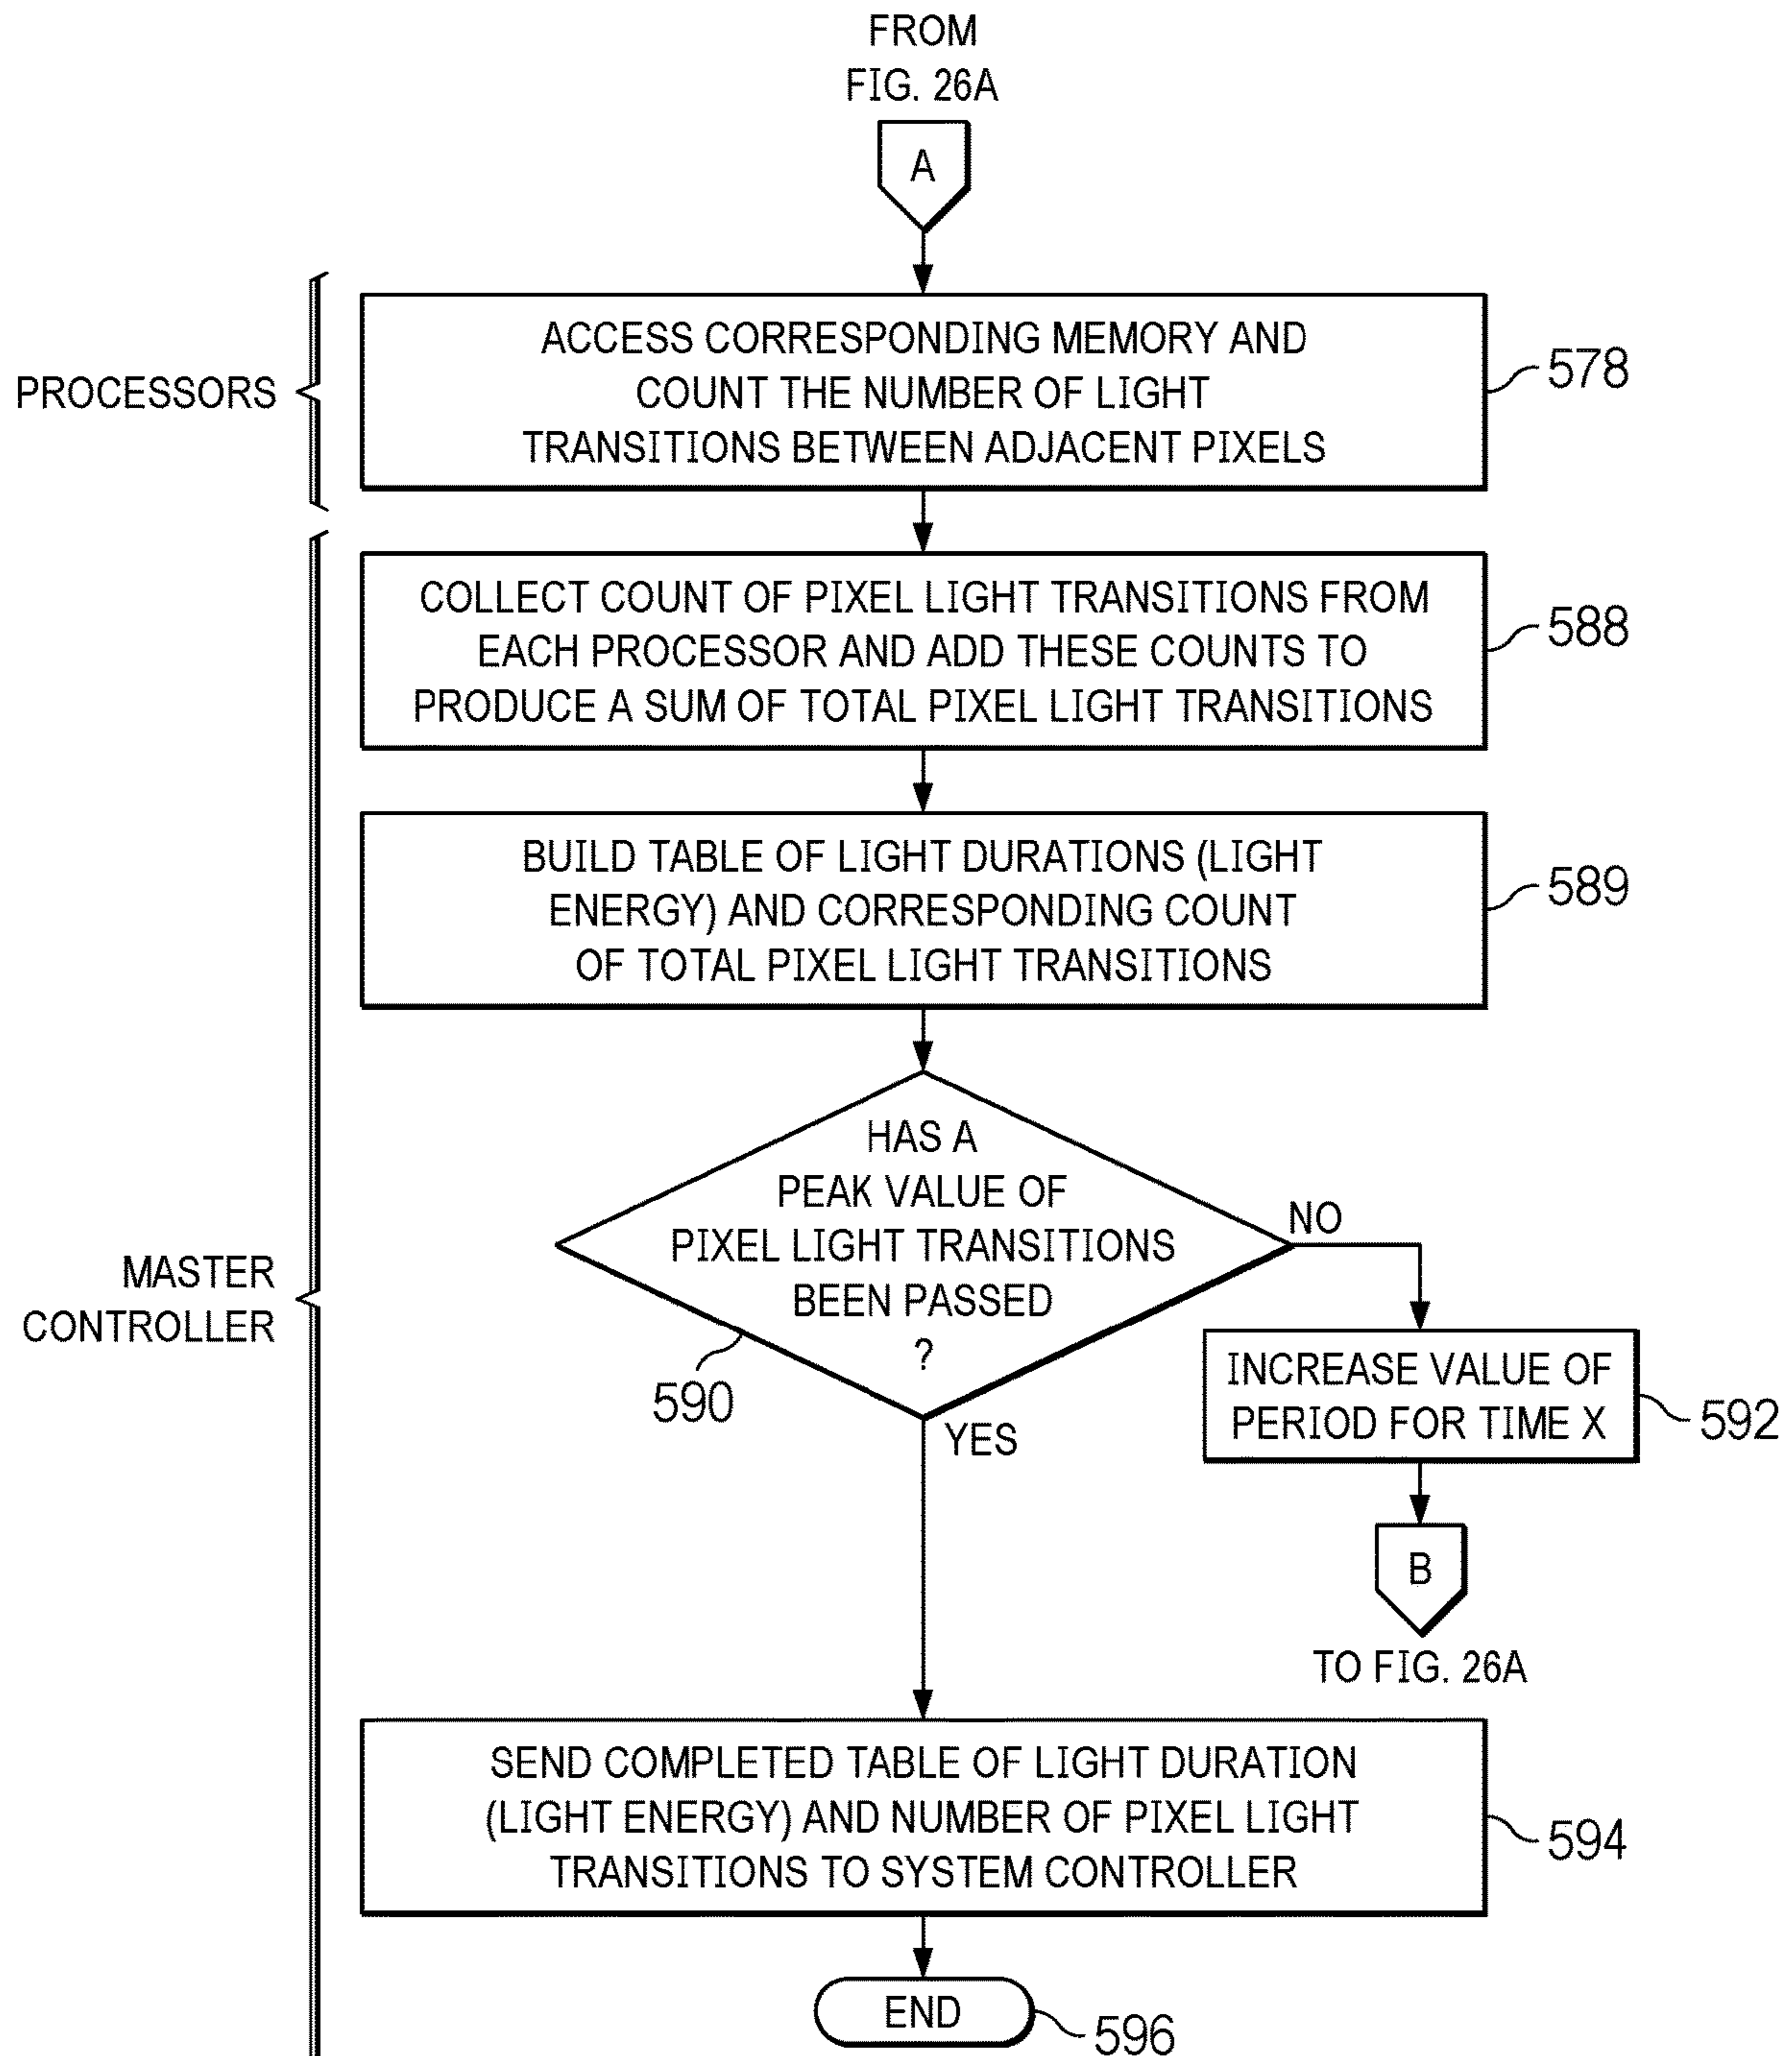 FROM
FIG. 26A
A
PROCESSORS
ACCESS CORRESPONDING MEMORY AND
COUNT THE NUMBER OF LIGHT
TRANSITIONS BETWEEN ADJACENT PIXELS
578
COLLECT COUNT OF PIXEL LIGHT TRANSITIONS FROM
EACH PROCESSOR AND ADD THESE COUNTS TO
PRODUCE A SUM OF TOTAL PIXEL LIGHT TRANSITIONS
588
BUILD TABLE OF LIGHT DURATIONS (LIGHT
ENERGY) AND CORRESPONDING COUNT
OF TOTAL PIXEL LIGHT TRANSITIONS
589
MASTER
CONTROLLER
HAS A
PEAK VALUE OF
PIXEL LIGHT TRANSITIONS
BEEN PASSED
?
590
NO
YES
INCREASE VALUE OF
PERIOD FOR TIME X
592
B
TO FIG. 26A
SEND COMPLETED TABLE OF LIGHT DURATION
(LIGHT ENERGY) AND NUMBER OF PIXEL LIGHT
TRANSITIONS TO SYSTEM CONTROLLER
594
END
596